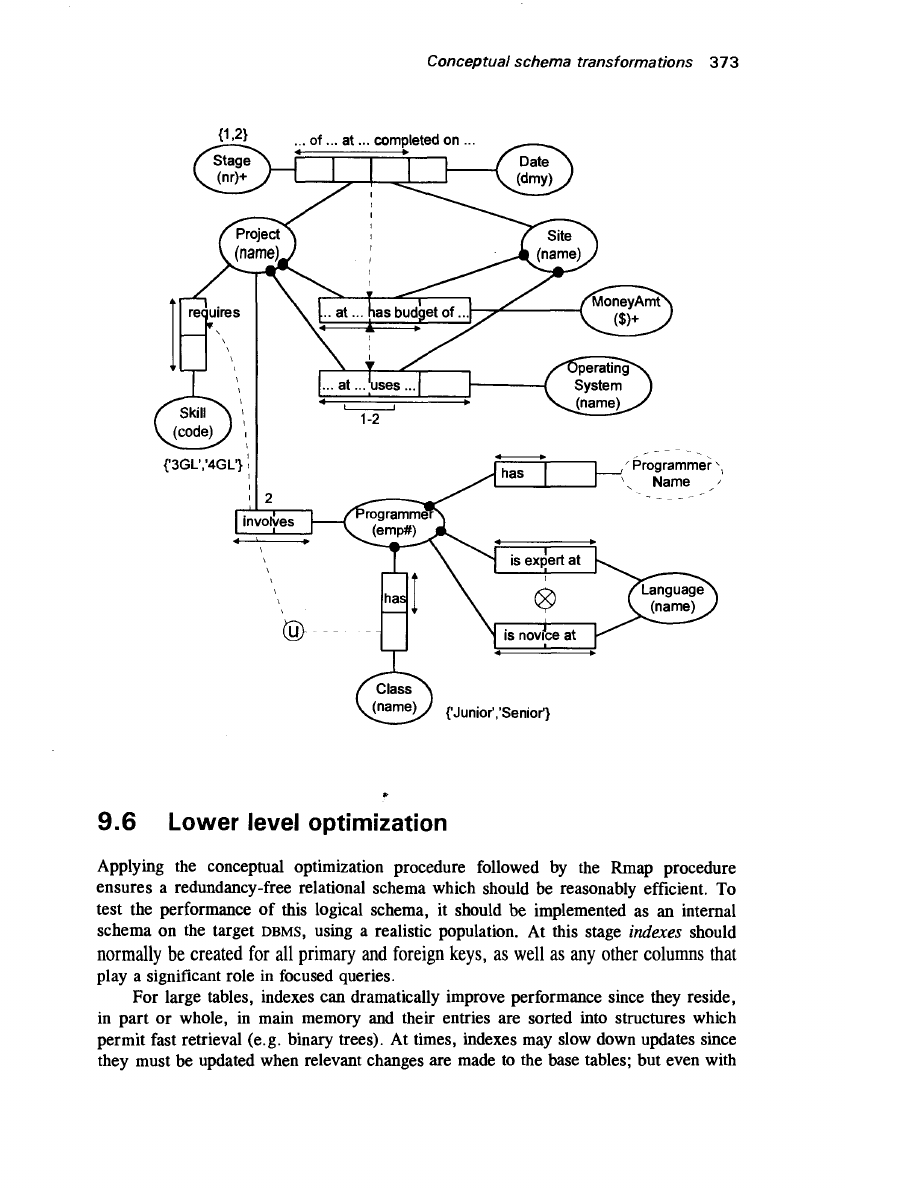 Conceptual schema transformations 373
{1,2}
... of ... at ... completed on ...
Stage
(nr)+
Date
(dmy)
Project
(name)
Site
(name)
requires
... at ... has budget of ...
MoneyAmt
($)+
... at ... uses ...
Operating
System
(name)
1-2
Skill
(code)
{'3GL','4GL'}
has
Programmer
Name
2
involves
Programmer
(emp#)
is expert at
has
Language
(name)
U
is novice at
Class
(name)
{'Junior','Senior'}
9.6 Lower level optimization
Applying the conceptual optimization procedure followed by the Rmap procedure
ensures a redundancy-free relational schema which should be reasonably efficient. To
test the performance of this logical schema, it should be implemented as an internal
schema on the target DBMS, using a realistic population. At this stage indexes should
normally be created for all primary and foreign keys, as well as any other columns that
play a significant role in focused queries.
For large tables, indexes can dramatically improve performance since they reside,
in part or whole, in main memory and their entries are sorted into structures which
permit fast retrieval (e.g. binary trees). At times, indexes may slow down updates since
they must be updated when relevant changes are made to the base tables; but even with